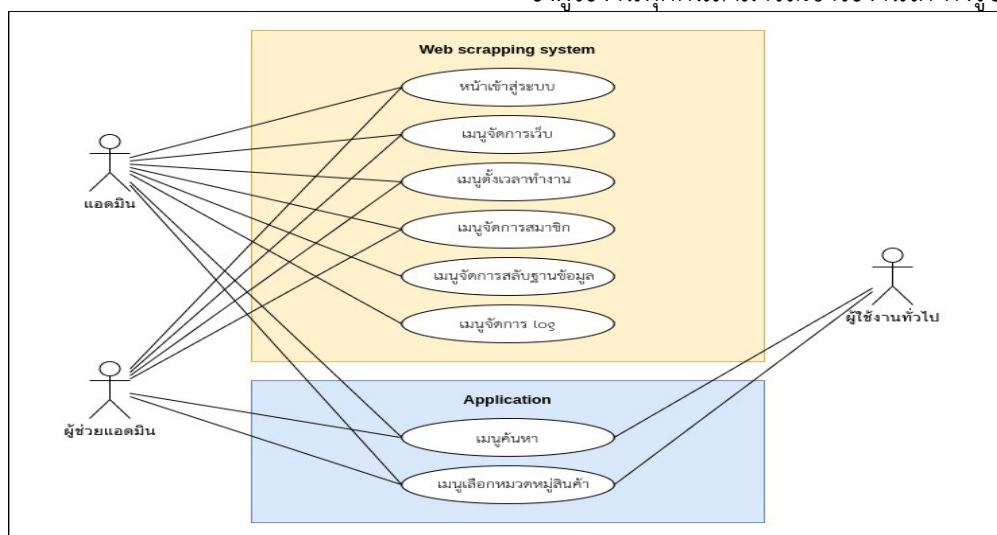 Web scrapping system
หน้าเข้าสู่ระบบ
เมนูจัดการเว็บ
เมนูตั้งเวลาทำงาน
แอดมิน
เมนูจัดการสมาชิก
เมนูจัดการสลับฐานข้อมูล
เมนูจัดการ log
ผู้ใช้งานทั่วไป
Application
ผู้ช่วยแอดมิน
เมนูค้นหา
เมนูเลือกหมวดหมู่สินค้า